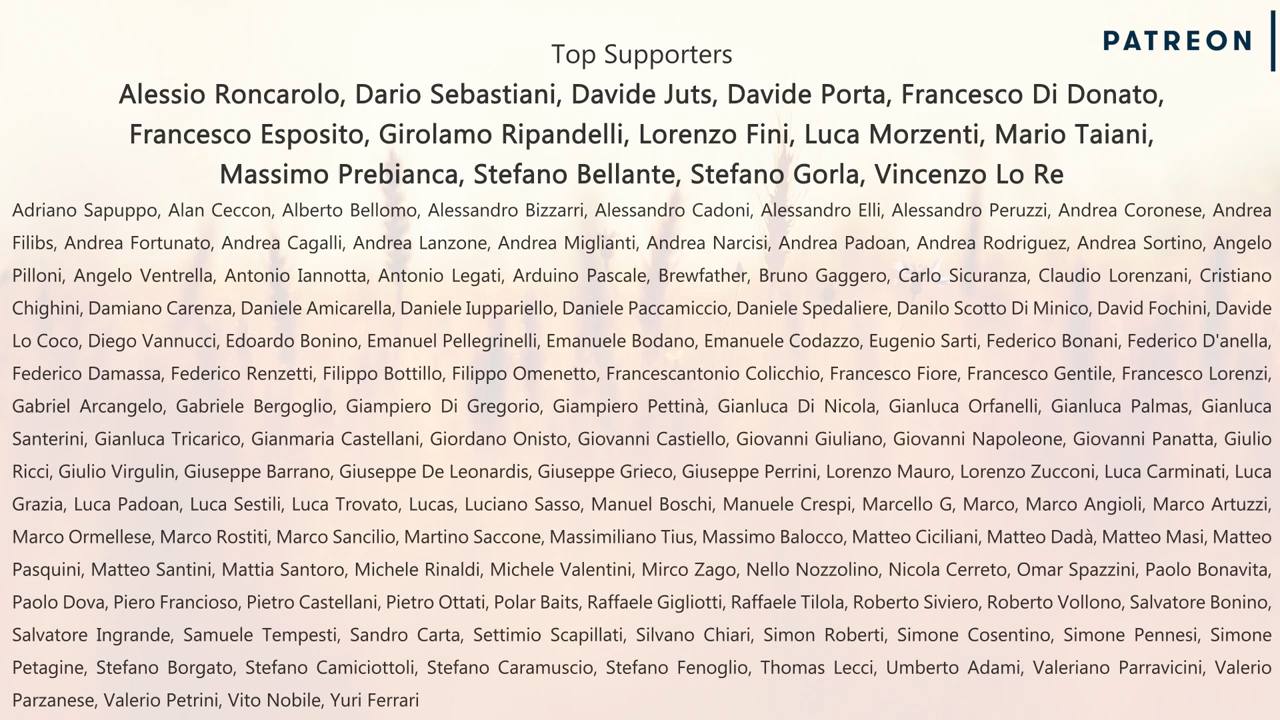 PATREON
Top Supporters
Alessio Roncarolo, Dario Sebastiani, Davide Juts, Davide Porta, Francesco Di Donato,
Francesco Esposito, Girolamo Ripandelli, Lorenzo Fini, Luca Morzenti, Mario Taiani,
Massimo Prebianca, Stefano Bellante, Stefano Gorla, Vincenzo Lo Re
Adriano Sapuppo, Alan Ceccon, Alberto Bellomo, Alessandro Bizzarri, Alessandro Cadoni, Alessandro Elli, Alessandro Peruzzi, Andrea Coronese, Andrea
Filibs, Andrea Fortunato, Andrea Cagalli, Andrea Lanzone, Andrea Miglianti, Andrea Narcisi, Andrea Padoan, Andrea Rodriguez, Andrea Sortino, Angelo
Pilloni, Angelo Ventrella, Antonio Iannotta, Antonio Legati, Arduino Pascale, Brewfather, Bruno Gaggero, Carlo Sicuranza, Claudio Lorenzani, Cristiano
Chighini, Damiano Carenza, Daniele Amicarella, Daniele Iuppariello, Daniele Paccamiccio, Daniele Spedaliere, Danilo Scotto Di Minico, David Fochini, Davide
Lo Coco, Diego Vannucci, Edoardo Bonino, Emanuel Pellegrinelli, Emanuele Bodano, Emanuele Codazzo, Eugenio Sarti, Federico Bonani, Federico D'anella,
Federico Damassa, Federico Renzetti, Filippo Bottillo, Filippo Omenetto, Francescantonio Colicchio, Francesco Fiore, Francesco Gentile, Francesco Lorenzi,
Gabriel Arcangelo, Gabriele Bergoglio, Giampiero Di Gregorio, Giampiero Pettinà, Gianluca Di Nicola, Gianluca Orfanelli, Gianluca Palmas, Gianluca
Santerini, Gianluca Tricarico, Gianmaria Castellani, Giordano Onisto, Giovanni Castiello, Giovanni Giuliano, Giovanni Napoleone, Giovanni Panatta, Giulio
Ricci, Giulio Virgulin, Giuseppe Barrano, Giuseppe De Leonardis, Giuseppe Grieco, Giuseppe Perrini, Lorenzo Mauro, Lorenzo Zucconi, Luca Carminati, Luca
Grazia, Luca Padoan, Luca Sestili, Luca Trovato, Lucas, Luciano Sasso, Manuel Boschi, Manuele Crespi, Marcello G, Marco, Marco Angioli, Marco Artuzzi,
Marco Ormellese, Marco Rostiti, Marco Sancilio, Martino Saccone, Massimiliano Tius, Massimo Balocco, Matteo Ciciliani, Matteo Dadà, Matteo Masi, Matteo
Pasquini, Matteo Santini, Mattia Santoro, Michele Rinaldi, Michele Valentini, Mirco Zago, Nello Nozzolino, Nicola Cerreto, Omar Spazzini, Paolo Bonavita,
Paolo Dova, Piero Francioso, Pietro Castellani, Pietro Ottati, Polar Baits, Raffaele Gigliotti, Raffaele Tilola, Roberto Siviero, Roberto Vollono, Salvatore Bonino,
Salvatore Ingrande, Samuele Tempesti, Sandro Carta, Settimio Scapillati, Silvano Chiari, Simon Roberti, Simone Cosentino, Simone Pennesi, Simone
Petagine, Stefano Borgato, Stefano Camiciottoli, Stefano Caramuscio, Stefano Fenoglio, Thomas Lecci, Umberto Adami, Valeriano Parravicini, Valerio
Parzanese, Valerio Petrini, Vito Nobile, Yuri Ferrari